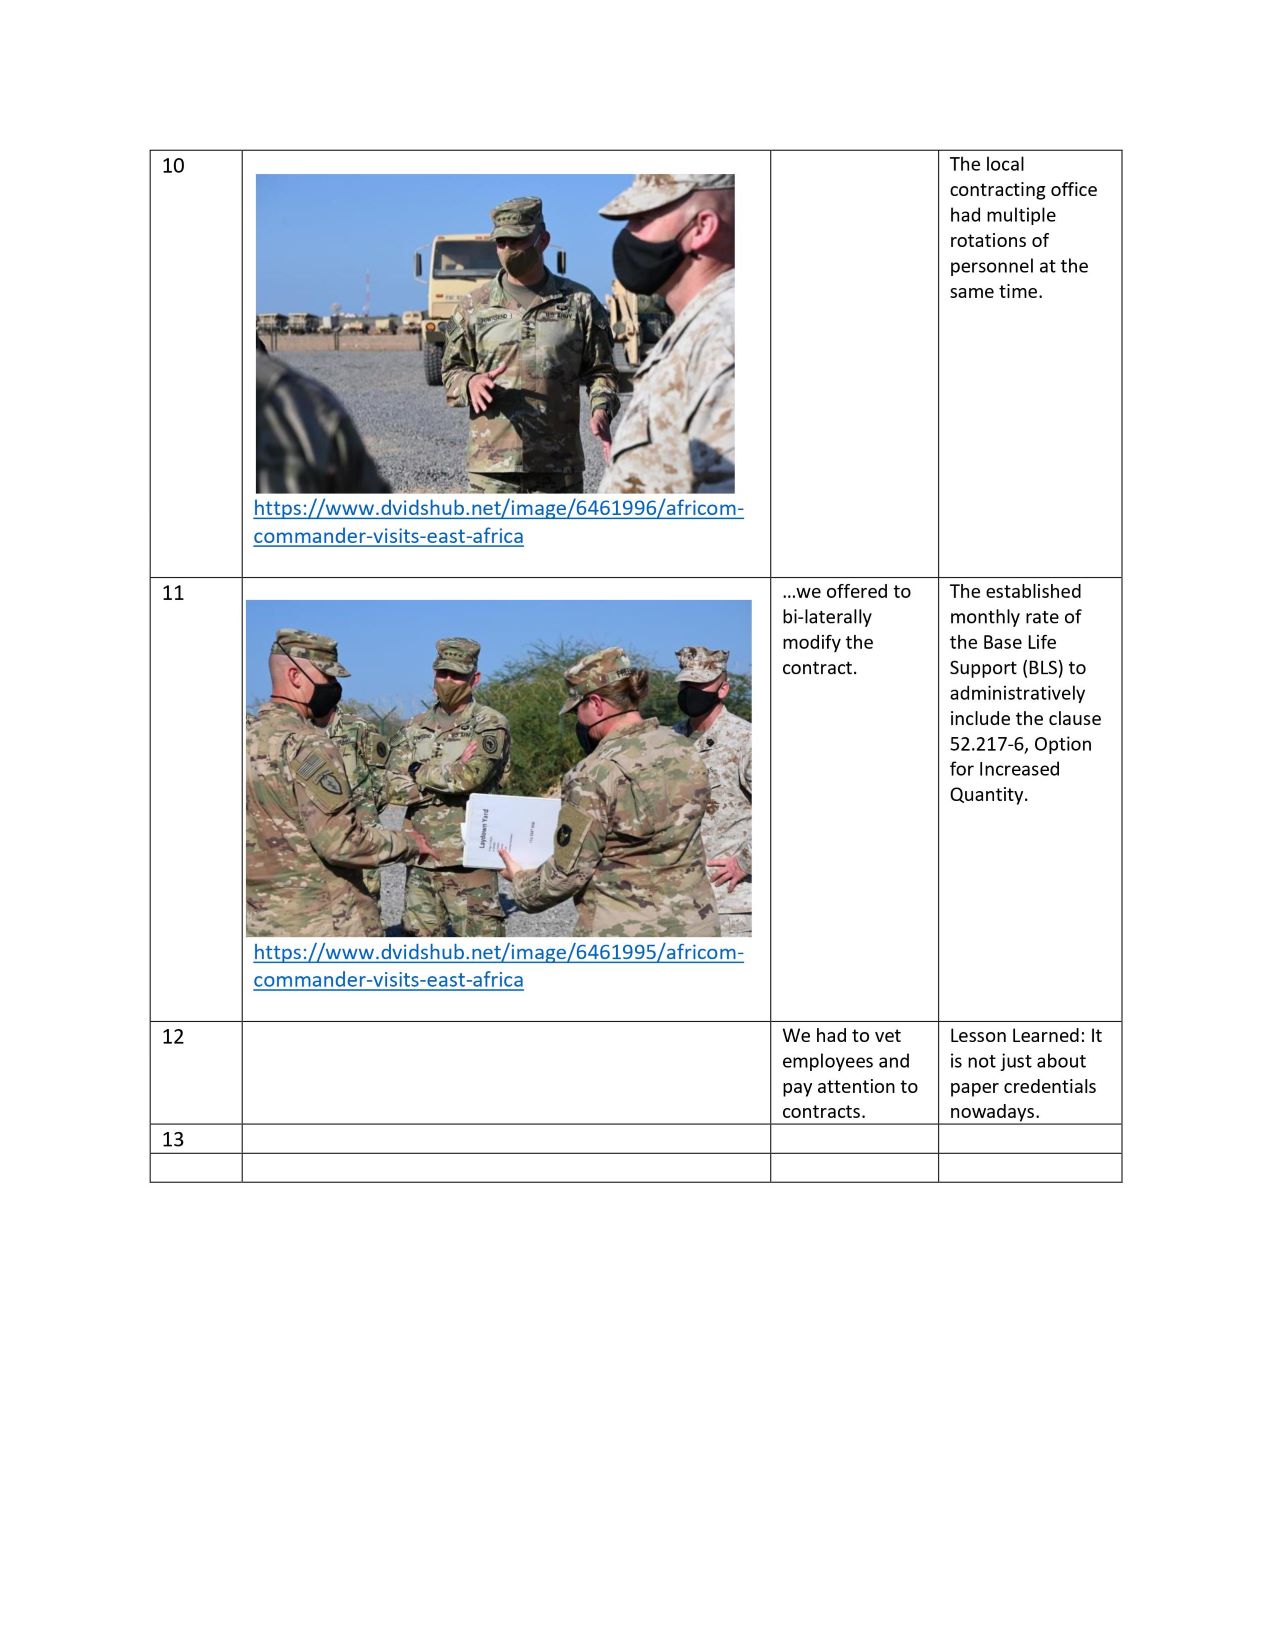 10
The local
contracting office
had multiple
rotations of
personnel at the
same time.
U.S. ARMY
https://www.dvidshub.net/image/6461996/africom-
commander-visits-east-africa
11
…we offered to
bi-laterally
modify the
contract.
The established
monthly rate of
the Base Life
Support (BLS) to
administratively
include the clause
52.217-6, Option
for Increased
Quantity.
Laydown Yard
https://www.dvidshub.net/image/6461995/africom-
commander-visits-east-africa
12
We had to vet
employees and
pay attention to
contracts.
Lesson Learned: It
is not just about
paper credentials
nowadays.
13